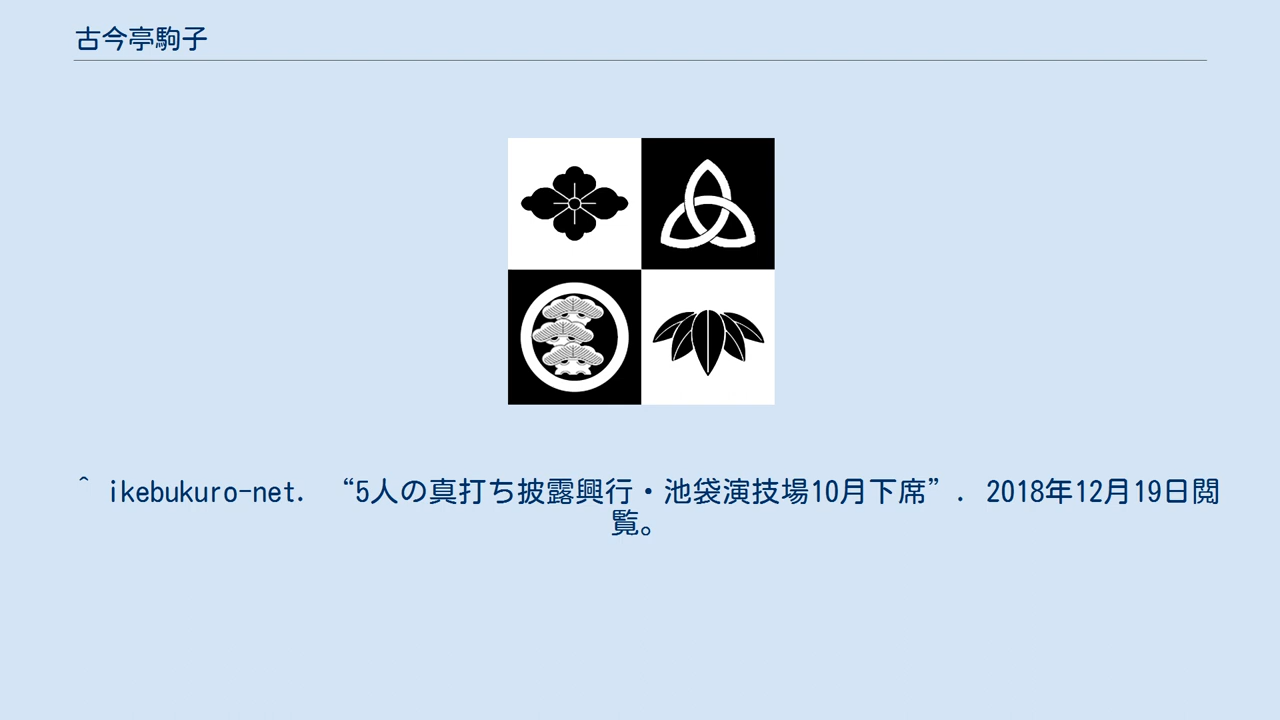 古今亭駒子
^ ikebukuro-net. “5人の真打ち披露興行・池袋演技場10月下席”. 2018年12月19日閲
覧。